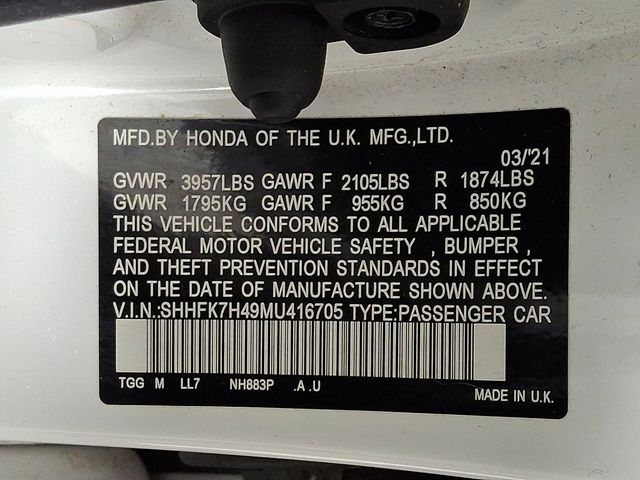 MFD.BY HONDA OF THE U.K. MFG.,LTD.
03/'21
GVWR 3957LBS GAWR F 2105LBS R 1874LBS
GVWR 1795KG GAWR F 955KG R 850KG
THIS VEHICLE CONFORMS TO ALL APPLICABLE
FEDERAL MOTOR VEHICLE SAFETY , BUMPER ,
AND THEFT PREVENTION STANDARDS IN EFFECT
ON THE DATE OF MANUFACTURE SHOWN ABOVE.
V.I.N.:SHHFK7H49MU416705 TYPE:PASSENGER CAR
TGG M LL7 NH883P .A .U
MADE IN U.K.